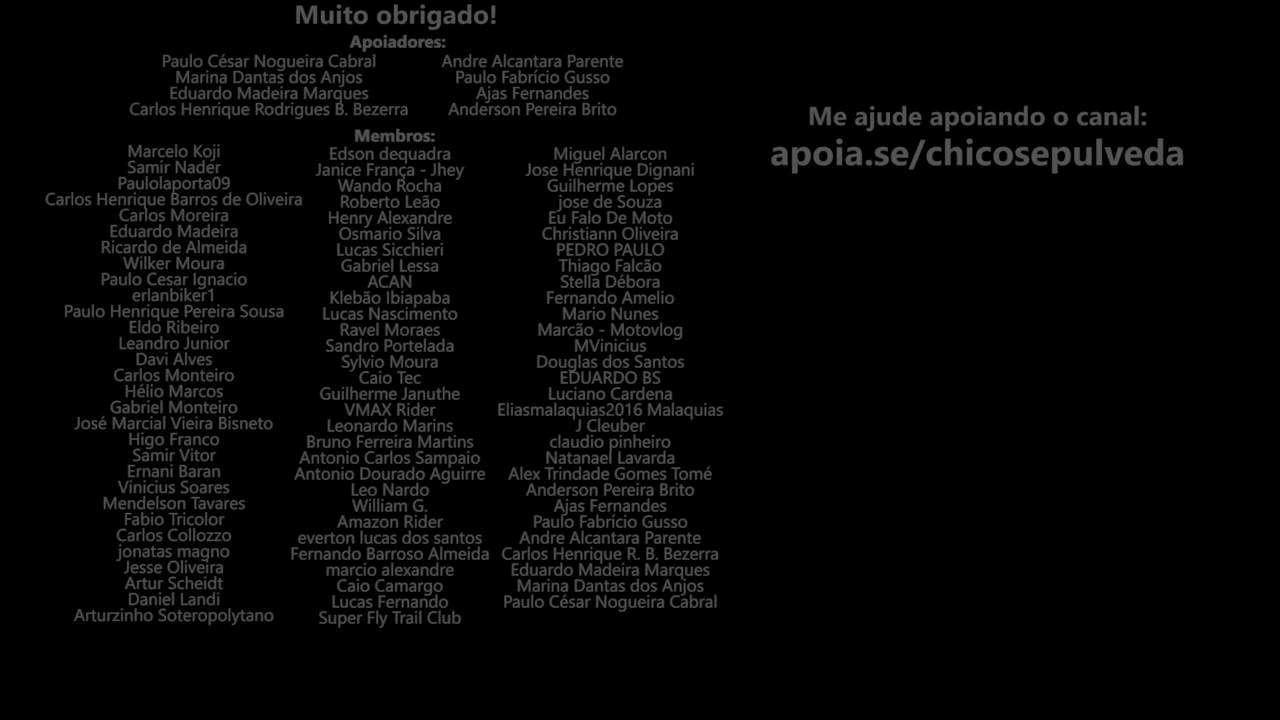 Muito obrigado!
Apoiadores:
Paulo César Nogueira Cabral
Marina Dantas dos Anjos
Eduardo Madeira Marques
Carlos Henrique Rodrigues B. Bezerra
Andre Alcantara Parente
Paulo Fabrício Gusso
Ajas Fernandes
Anderson Pereira Brito
Membros:
Marcelo Koji
Samir Nader
Paulolaporta09
Carlos Henrique Barros de Oliveira
Carlos Moreira
Eduardo Madeira
Ricardo de Almeida
Wilker Moura
Paulo Cesar Ignacio
erlanbiker1
Paulo Henrique Pereira Sousa
Eldo Ribeiro
Leandro Junior
Davi Alves
Carlos Monteiro
Hélio Marcos
Gabriel Monteiro
José Marcial Vieira Bisneto
Higo Franco
Samir Vitor
Ernani Baran
Vinicius Soares
Mendelson Tavares
Fabio Tricolor
Carlos Collozzo
jonatas magno
Jesse Oliveira
Artur Scheidt
Daniel Landi
Arturzinho Soteropolytano
Edson dequadra
Janice França - Jhey
Wando Rocha
Roberto Leão
Henry Alexandre
Osmario Silva
Lucas Sicchieri
Gabriel Lessa
ACAN
Klebão Ibiapaba
Lucas Nascimento
Ravel Moraes
Sandro Portelada
Sylvio Moura
Caio Tec
Guilherme Januthe
VMAX Rider
Leonardo Marins
Bruno Ferreira Martins
Antonio Carlos Sampaio
Antonio Dourado Aguirre
Leo Nardo
William G.
Amazon Rider
everton lucas dos santos
Fernando Barroso Almeida
marcio alexandre
Caio Camargo
Lucas Fernando
Super Fly Trail Club
Miguel Alarcon
Jose Henrique Dignani
Guilherme Lopes
jose de Souza
Eu Falo De Moto
Christiann Oliveira
PEDRO PAULO
Thiago Falcão
Stella Débora
Fernando Amelio
Mario Nunes
Marcão - Motovlog
MVinicius
Douglas dos Santos
EDUARDO BS
Luciano Cardena
Eliasmalaquias2016 Malaquias
J Cleuber
claudio pinheiro
Natanael Lavarda
Alex Trindade Gomes Tomé
Anderson Pereira Brito
Ajas Fernandes
Paulo Fabrício Gusso
Andre Alcantara Parente
Carlos Henrique R. B. Bezerra
Eduardo Madeira Marques
Marina Dantas dos Anjos
Paulo César Nogueira Cabral
Me ajude apoiando o canal:
apoia.se/chicosepulveda